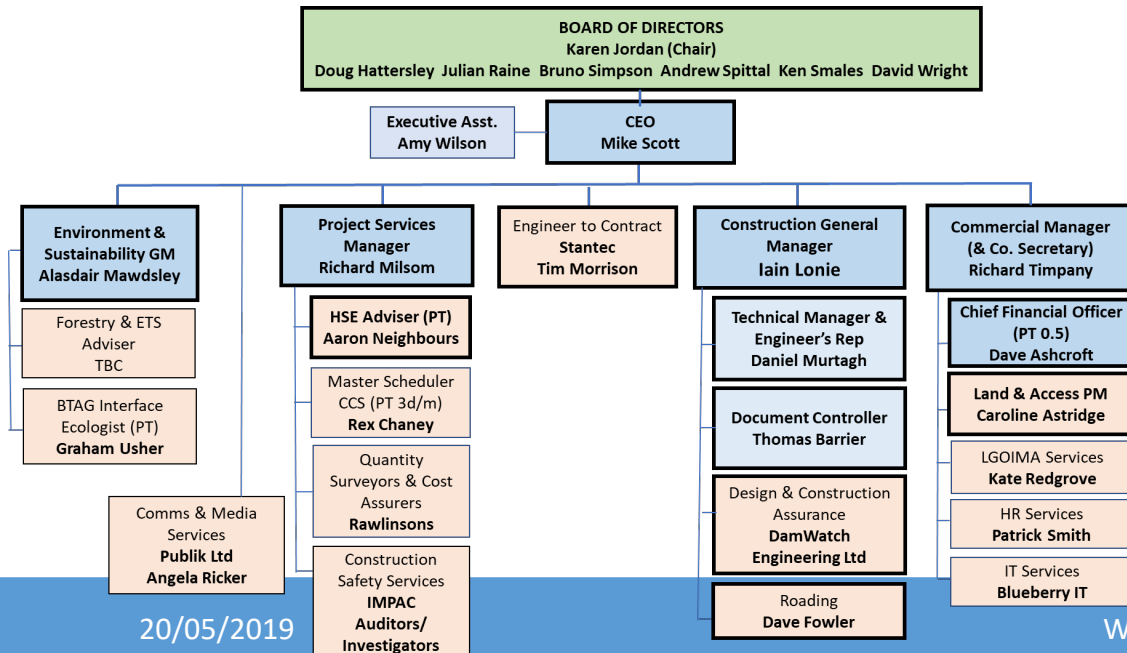 BOARD OF DIRECTORS
Karen Jordan (Chair)
Doug Hattersley Julian Raine Bruno Simpson Andrew Spittal Ken Smales David Wright
Executive Asst.
Amy Wilson
CEO
Mike Scott
Environment &
Sustainability GM
Alasdair Mawdsley
Forestry & ETS
Adviser
TBC
BTAG Interface
Ecologist (PT)
Graham Usher
Comms & Media
Services
Publik Ltd
Angela Ricker
Project Services
Manager
Richard Milsom
HSE Adviser (PT)
Aaron Neighbours
Master Scheduler
CCS (PT 3d/m)
Rex Chaney
Quantity
Surveyors & Cost
Assurers
Rawlinsons
Construction
Safety Services
IMPAC
Auditors/
Investigators
Engineer to Contract
Stantec
Tim Morrison
Construction General
Manager
Iain Lonie
Technical Manager &
Engineer's Rep
Daniel Murtagh
Document Controller
Thomas Barrier
Design & Construction
Assurance
DamWatch
Engineering Ltd
Roading
Dave Fowler
Commercial Manager
(& Co. Secretary)
Richard Timpany
Chief Financial Officer
(PT 0.5)
Dave Ashcroft
Land & Access PM
Caroline Astridge
LGOIMA Services
Kate Redgrove
HR Services
Patrick Smith
IT Services
Blueberry IT
20/05/2019
W